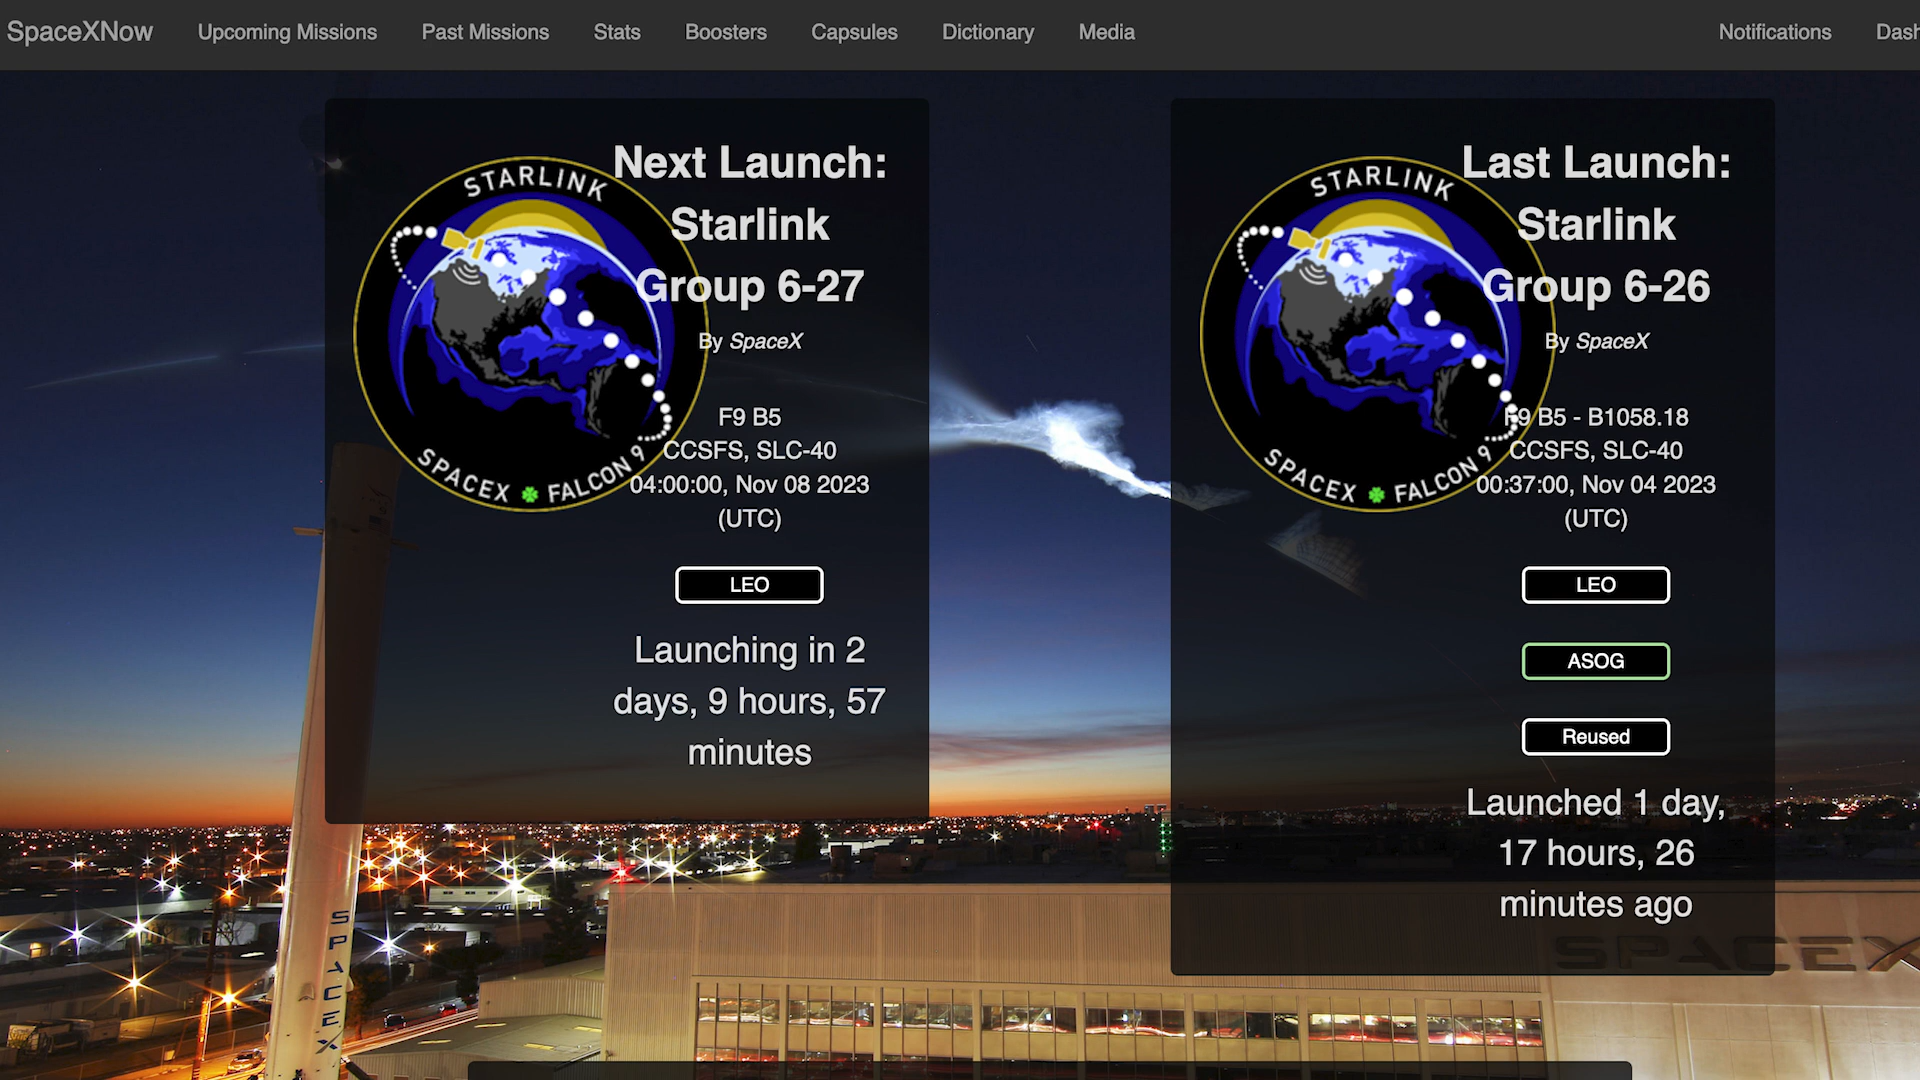 SpaceXNow
Upcoming Missions
Past Missions
Stats
Boosters
Capsules
Dictionary
Media
Notifications
STARLINK
SPACEX FALCON 9
Next Launch:
Starlink
Group 6-27
By SpaceX
F9 B5
CCSFS, SLC-40
04:00:00, Nov 08 2023
(UTC)
LEO
Launching in 2
days, 9 hours, 57
minutes
STARLINK
SPACEX FALCON 9
Last Launch:
Starlink
Group 6-26
By SpaceX
F9 B5 - B1058.18
CCSFS, SLC-40
00:37:00, Nov 04 2023
(UTC)
LEO
ASOG
Reused
Launched 1 day,
17 hours, 26
minutes ago
SPACEX
SPACEX